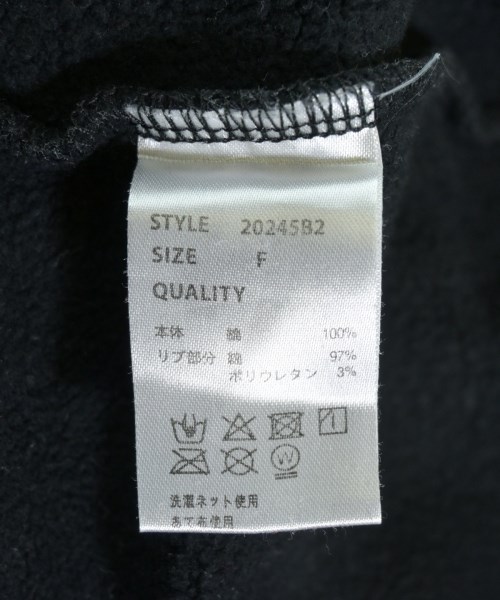 STYLE 20245B2
SIZE F
QUALITY
本体 綿 100%
リブ部分 綿 97%
ポリウレタン 3%
W
洗濯ネット使用
あて布使用